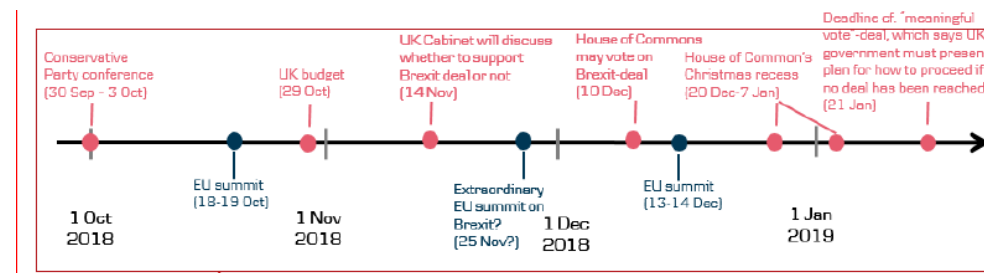 Conservative
Party conference
(30 Sep - 3 Oct)
UK budget
(29 Oct)
UK Cabinet will discuss
whether to support
Brexit deal or not
(14 Nov)
House of Commons
may vote on
Brexit-deal
(10 Dec)
House of Common's
Christmas recess
(20 Dec-7 Jan)
Deadline cf. "meaningful
vote"-deal, which says UK
government must present
plan for how to proceed if
no deal has been reached
(21 Jan)
EU summit
(18-19 Oct)
Extraordinary
EU summit on
Brexit?
(25 Nov?)
EU summit
(13-14 Dec)
1 Oct
2018
1 Nov
2018
1 Dec
2018
1 Jan
2019